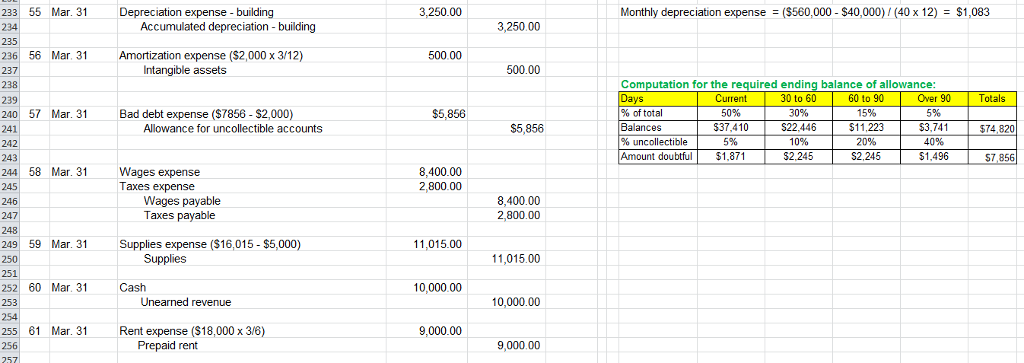 233 55 Mar. 31 Depreciation expense - building 3,250.00 Monthly depreciation expense = ($560,000 - $40,000) / (40 x 12) = $1,083
234 Accumulated depreciation - building 3,250.00
235
236 56 Mar. 31 Amortization expense ($2,000 x 3/12) 500.00
237 Intangible assets 500.00
238 Computation for the required ending balance of allowance:
239 Days Current 30 to 60 60 to 90 Over 90 Totals
240 57 Mar. 31 Bad debt expense ($7856 - $2,000) $5,856 % of total 50% 30% 15% 5%
241 Allowance for uncollectible accounts $5,856 Balances $37,410 $22,446 $11,223 $3,741 $74,820
242 % uncollectible 5% 10% 20% 40%
243 Amount doubtful $1,871 $2,245 $2,245 $1,496 $7,856
244 58 Mar. 31 Wages expense 8,400.00
245 Taxes expense 2,800.00
246 Wages payable 8,400.00
247 Taxes payable 2,800.00
248
249 59 Mar. 31 Supplies expense ($16,015 - $5,000) 11,015.00
250 Supplies 11,015.00
251
252 60 Mar. 31 Cash 10,000.00
253 Unearned revenue 10,000.00
254
255 61 Mar. 31 Rent expense ($18,000 x 3/6) 9,000.00
256 Prepaid rent 9,000.00
257